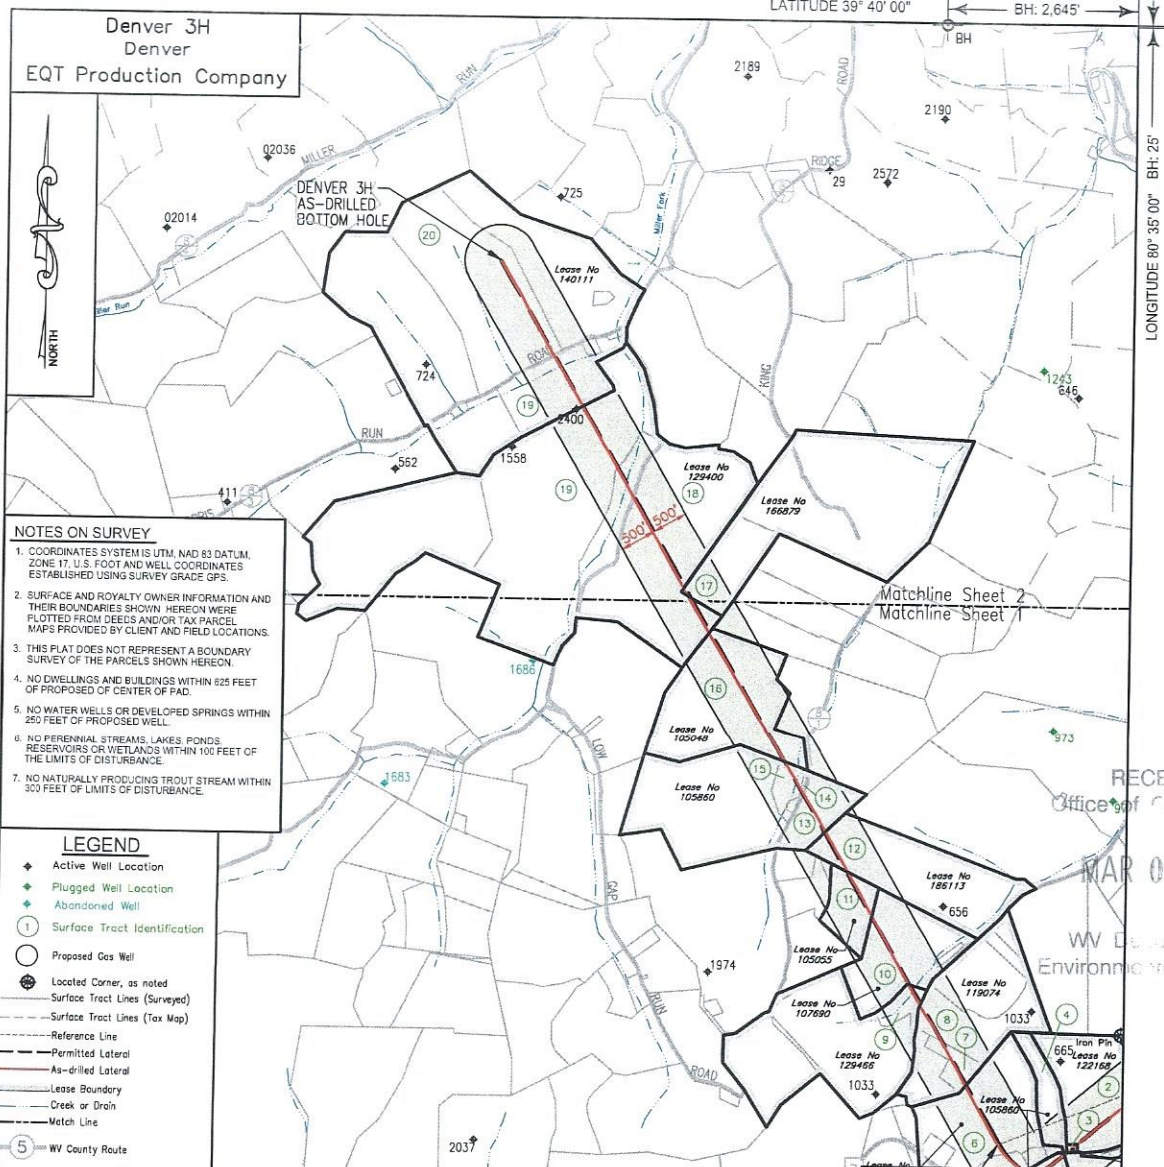 LATITUDE 39° 40' 00"
BH: 2,645'
BH
LONGITUDE 80° 35' 00"
BH: 25'
Denver 3H
Denver
EQT Production Company
NORTH
RUN
MILLER
02036
02014
2189
2190
ROAD
RIDGE
29
2572
725
Miller Fork
DENVER 3H
AS-DRILLED
BOTTOM HOLE
20
Lease No
140111
724
ROAD
RUN
19
2400
1558
562
411
KING
1243
646
19
Lease No
129400
18
500'
500'
Lease No
166879
17
Matchline Sheet 2
Matchline Sheet 1
NOTES ON SURVEY
1. COORDINATES SYSTEM IS UTM, NAD 83 DATUM,
ZONE 17, U.S. FOOT AND WELL COORDINATES
ESTABLISHED USING SURVEY GRADE GPS.
2. SURFACE AND ROYALTY OWNER INFORMATION AND
THEIR BOUNDARIES SHOWN HEREON WERE
PLOTTED FROM DEEDS AND/OR TAX PARCEL
MAPS PROVIDED BY CLIENT AND FIELD LOCATIONS.
3. THIS PLAT DOES NOT REPRESENT A BOUNDARY
SURVEY OF THE PARCELS SHOWN HEREON.
4. NO DWELLINGS AND BUILDINGS WITHIN 625 FEET
OF PROPOSED OF CENTER OF PAD.
5. NO WATER WELLS OR DEVELOPED SPRINGS WITHIN
250 FEET OF PROPOSED WELL.
6. NO PERENNIAL STREAMS, LAKES, PONDS,
RESERVOIRS OR WETLANDS WITHIN 100 FEET OF
THE LIMITS OF DISTURBANCE.
7. NO NATURALLY PRODUCING TROUT STREAM WITHIN
300 FEET OF LIMITS OF DISTURBANCE.
1686
1683
16
Lease No
105048
LOW
GAP
RUN
ROAD
15
Lease No
105860
14
13
12
973
RECE
Office of
MAR 0
WV D
Environm
Lease No
186113
656
11
Lease No
105055
10
1974
Lease No
107690
9
Lease No
119074
1033
8
7
4
Iron Pin
665
Lease No
122168
Lease No
129466
1033
Lease No
105860
2
3
6
Lease No
2037
LEGEND
Active Well Location
Plugged Well Location
Abandoned Well
1 Surface Tract Identification
Proposed Gas Well
Located Corner, as noted
Surface Tract Lines (Surveyed)
Surface Tract Lines (Tax Map)
Reference Line
Permitted Lateral
As-drilled Lateral
Lease Boundary
Creek or Drain
Match Line
5 WV County Route